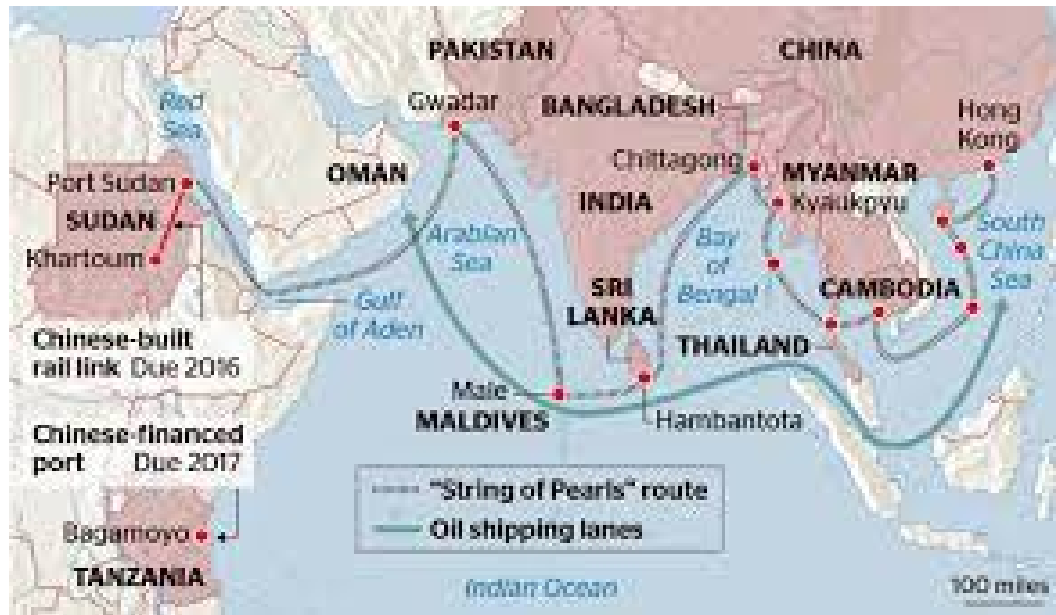 PAKISTAN
CHINA
Red
Sea
Gwadar
BANGLADESH
Hong
Kong
Port Sudan
OMAN
Chittagong
MYANMAR
SUDAN
INDIA
Kyaukpyu
Khartoum
Arabian
Sea
Bay
of
Bengal
South
China
Sea
Gulf
of Aden
SRI
LANKA
CAMBODIA
Chinese-built
rail link Due 2016
THAILAND
Male
MALDIVES
Hambantota
Chinese-financed
port Due 2017
"String of Pearls" route
Oil shipping lanes
Bagamoyo
TANZANIA
Indian Ocean
100 miles